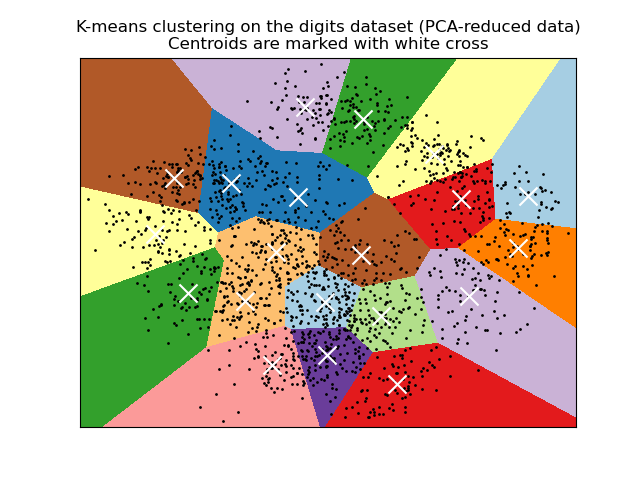 K-means clustering on the digits dataset (PCA-reduced data)
Centroids are marked with white cross